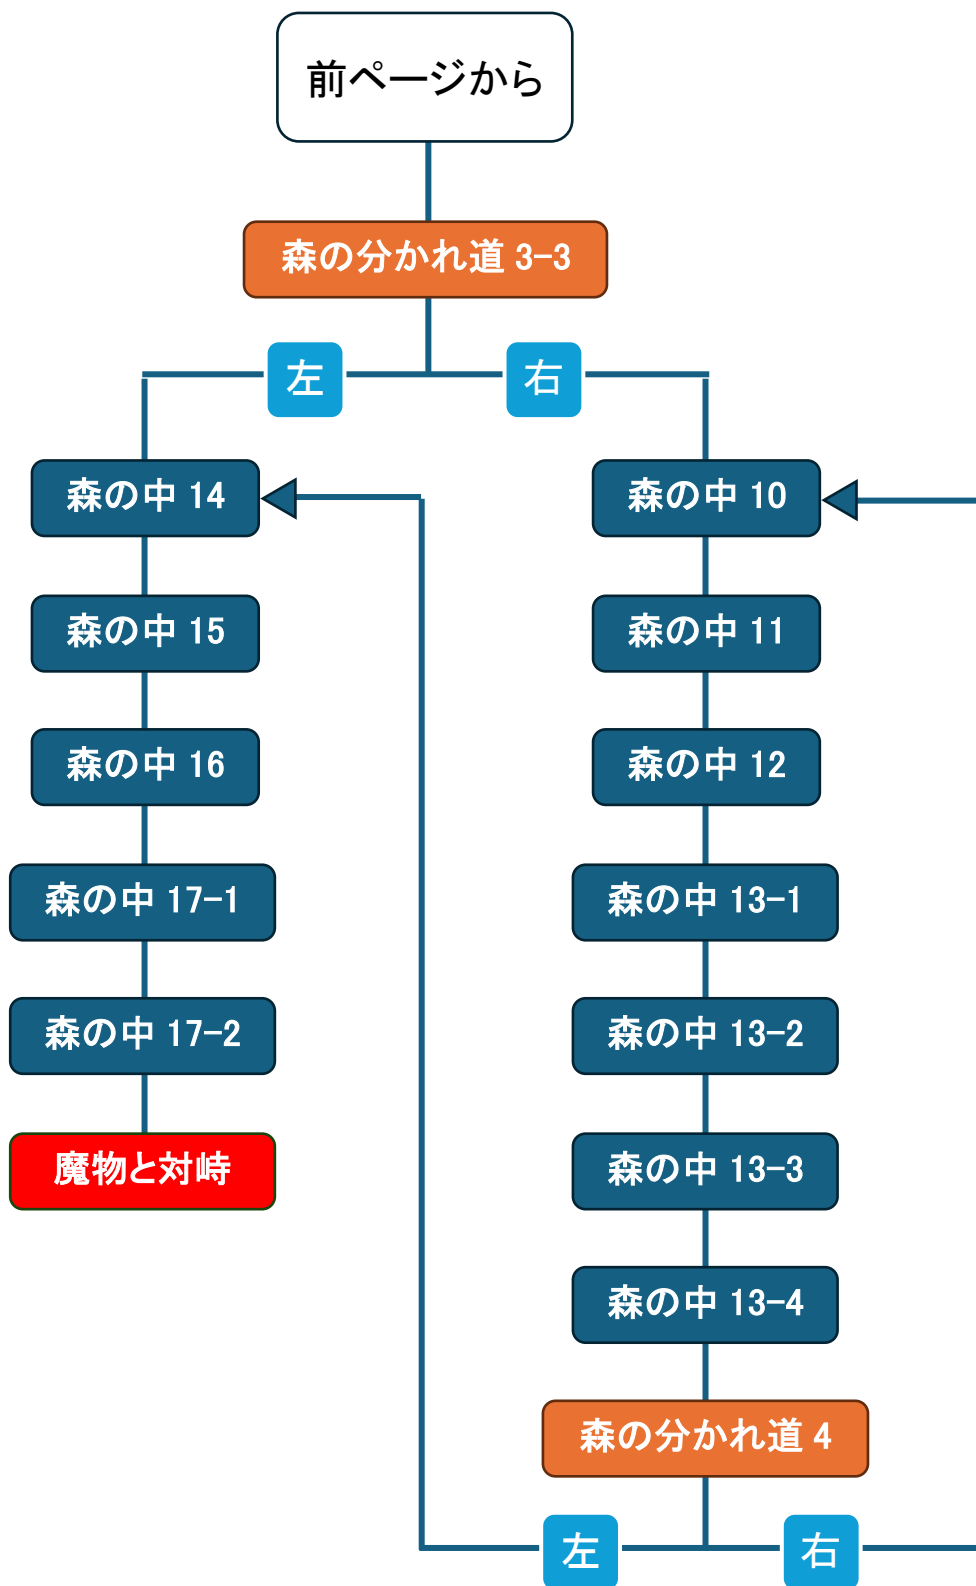 前ページから
森の分かれ道 3-3
左
右
森の中 14
森の中 15
森の中 16
森の中 17-1
森の中 17-2
魔物と対峙
森の中 10
森の中 11
森の中 12
森の中 13-1
森の中 13-2
森の中 13-3
森の中 13-4
森の分かれ道 4
左
右